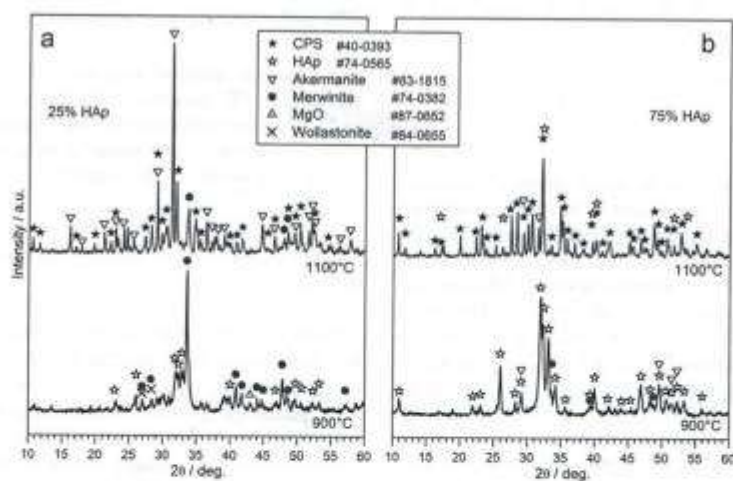 a
b
CPS #40-0393
HAp #74-0565
Akermanite #83-1815
Merwinite #74-0382
MgO #87-0652
Wollastonite #84-0655
25% HAp
75% HAp
Intensity / a.u.
1100°C
1100°C
900°C
900°C
10 15 20 25 30 35 40 45 50 55 60
10 15 20 25 30 35 40 45 50 55 60
2θ / deg.
2θ / deg.